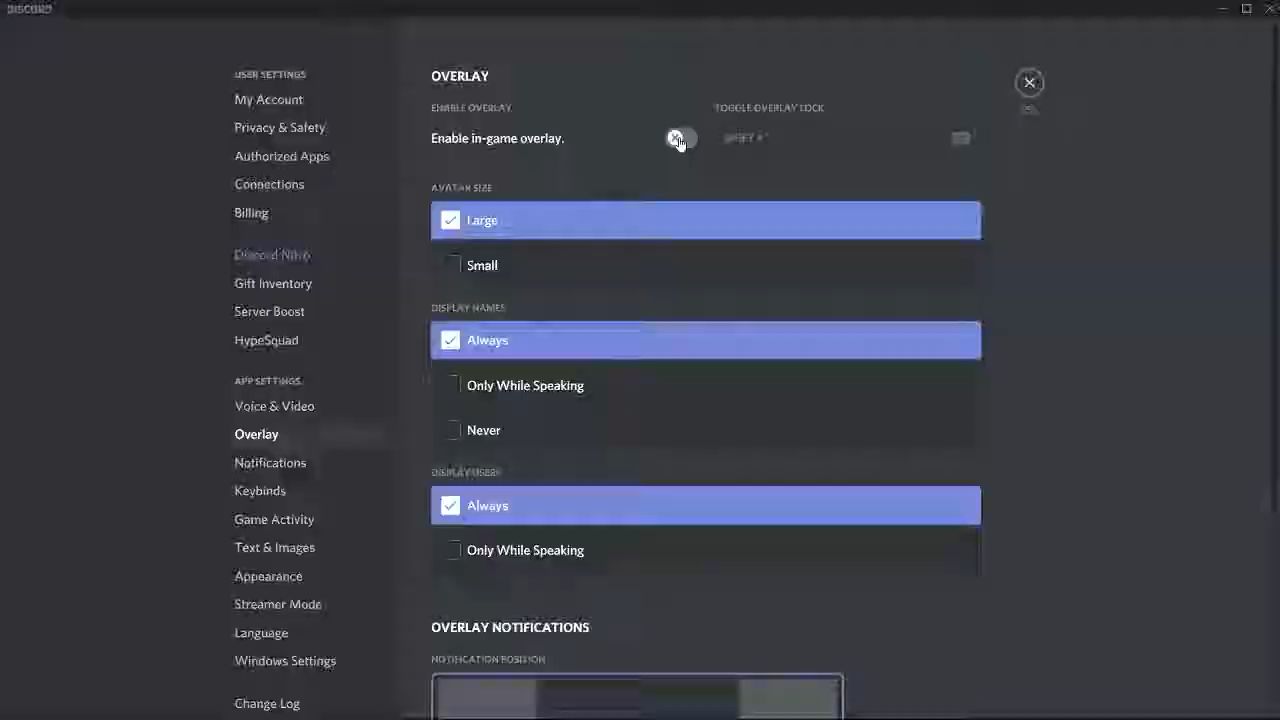 DISCORD
USER SETTINGS
My Account
Privacy & Safety
Authorized Apps
Connections
Billing
Discord Nitro
Gift Inventory
Server Boost
HypeSquad
APP SETTINGS
Voice & Video
Overlay
Notifications
Keybinds
Game Activity
Text & Images
Appearance
Streamer Mode
Language
Windows Settings
Change Log
OVERLAY
ENABLE OVERLAY
Enable in-game overlay.
TOGGLE OVERLAY LOCK
AVATAR SIZE
Large
Small
DISPLAY NAMES
Always
Only While Speaking
Never
DISPLAY USERS
Always
Only While Speaking
OVERLAY NOTIFICATIONS
NOTIFICATION POSITION